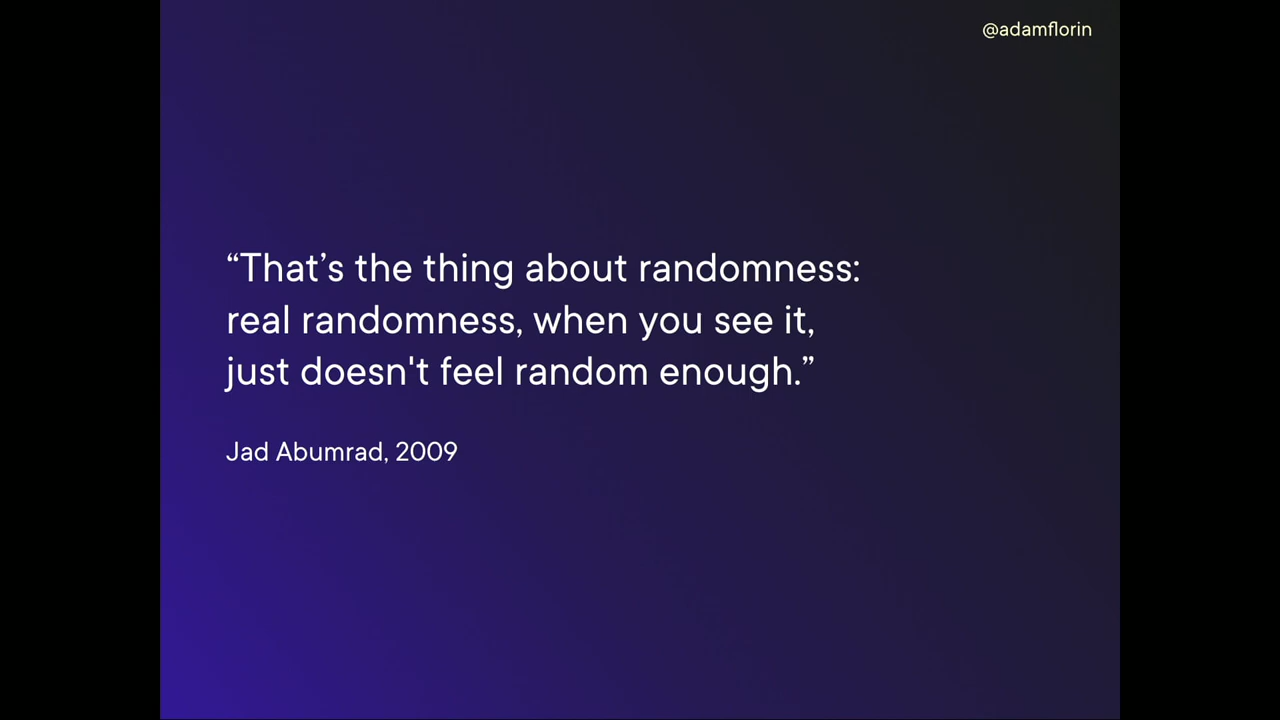 @adamflorin
“That’s the thing about randomness:
real randomness, when you see it,
just doesn't feel random enough.”
Jad Abumrad, 2009